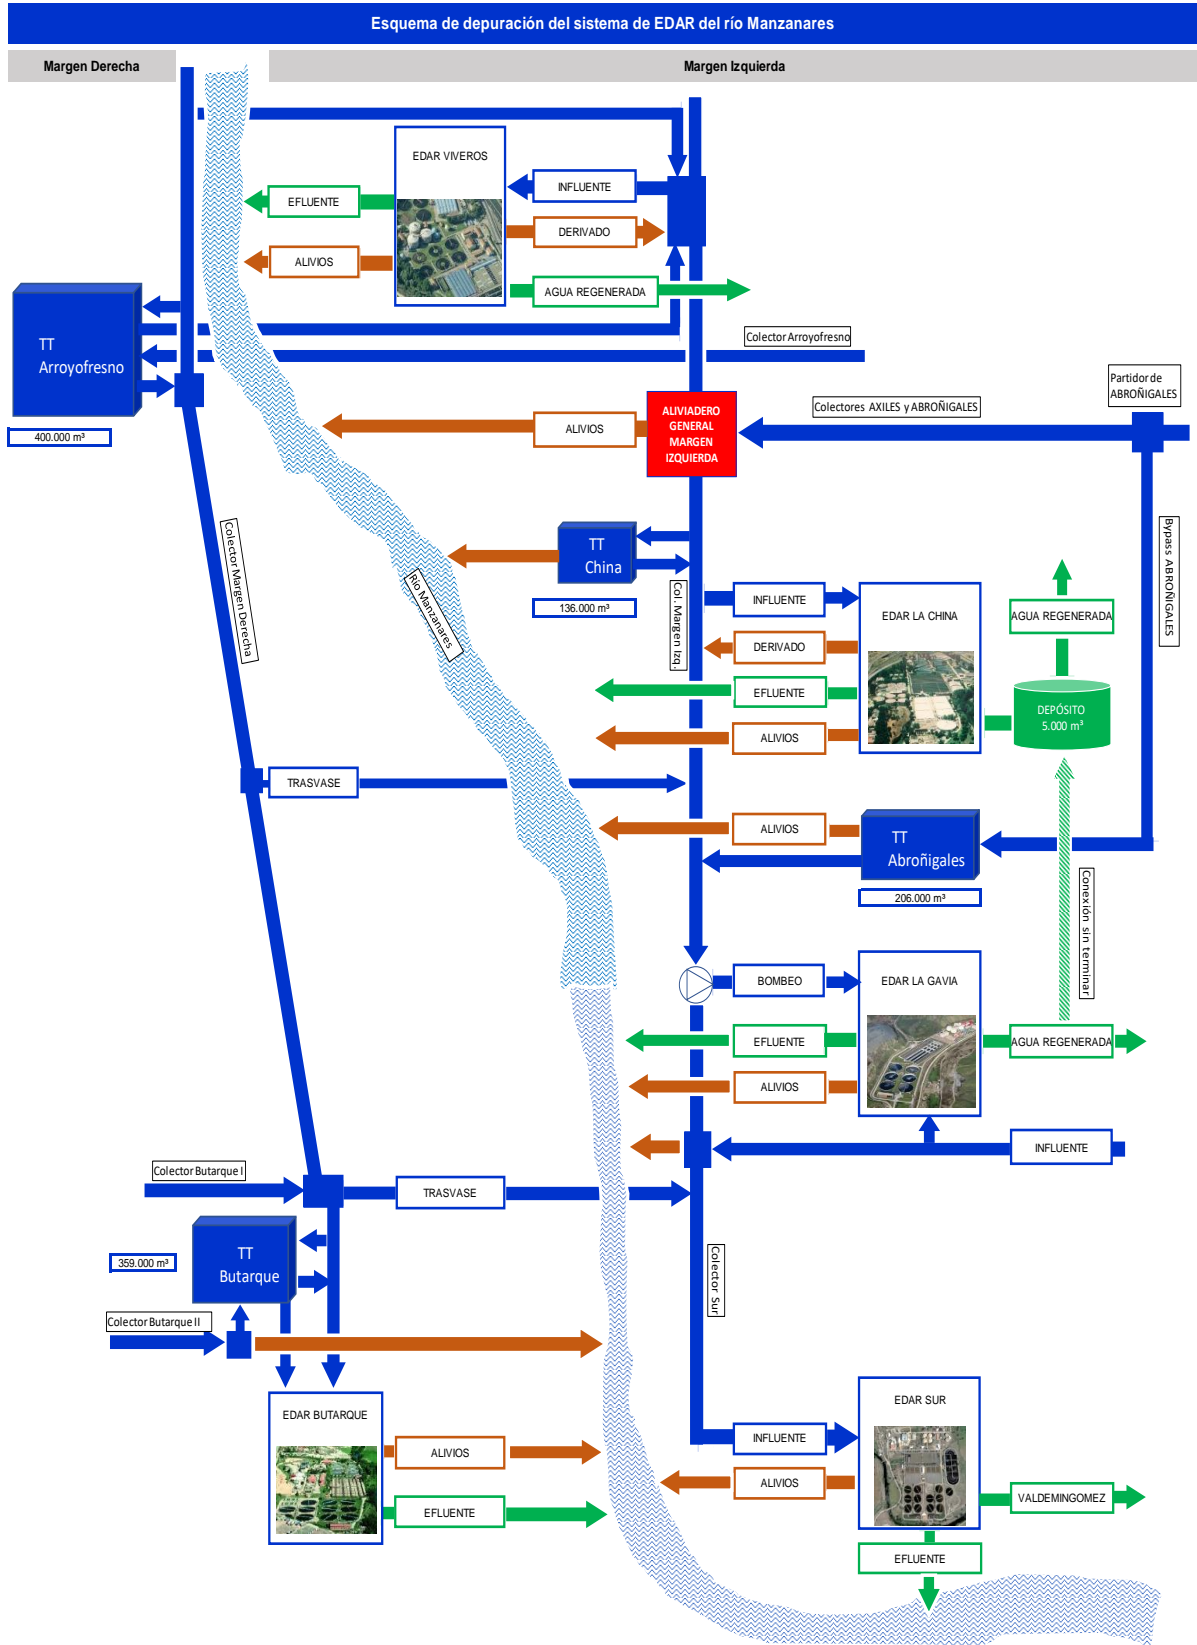 Esquema de depuración del sistema de EDAR del río Manzanares
Margen Derecha
Margen Izquierda
EDAR VIVEROS
INFLUENTE
EFLUENTE
DERIVADO
ALIVIOS
AGUA REGENERADA
TT
Arroyofresno
400.000 m³
Colector Arroyofresno
Partidor de
ABROÑIGALES
Colectores AXILES y ABROÑIGALES
ALIVIADERO
GENERAL
MARGEN
IZQUIERDA
ALIVIOS
Bypass ABROÑIGALES
Colector Margen Derecha
Río Manzanares
TT
China
136.000 m³
Col. Margen Izq.
INFLUENTE
EDAR LA CHINA
DERIVADO
EFLUENTE
ALIVIOS
AGUA REGENERADA
DEPÓSITO
5.000 m³
TRASVASE
ALIVIOS
TT
Abroñigales
206.000 m³
Conexión sin terminar
BOMBEO
EDAR LA GAVIA
EFLUENTE
AGUA REGENERADA
ALIVIOS
INFLUENTE
Colector Butarque I
TRASVASE
TT
Butarque
359.000 m³
Colector Sur
Colector Butarque II
EDAR BUTARQUE
ALIVIOS
EFLUENTE
EDAR SUR
INFLUENTE
ALIVIOS
VALDEMINGOMEZ
EFLUENTE